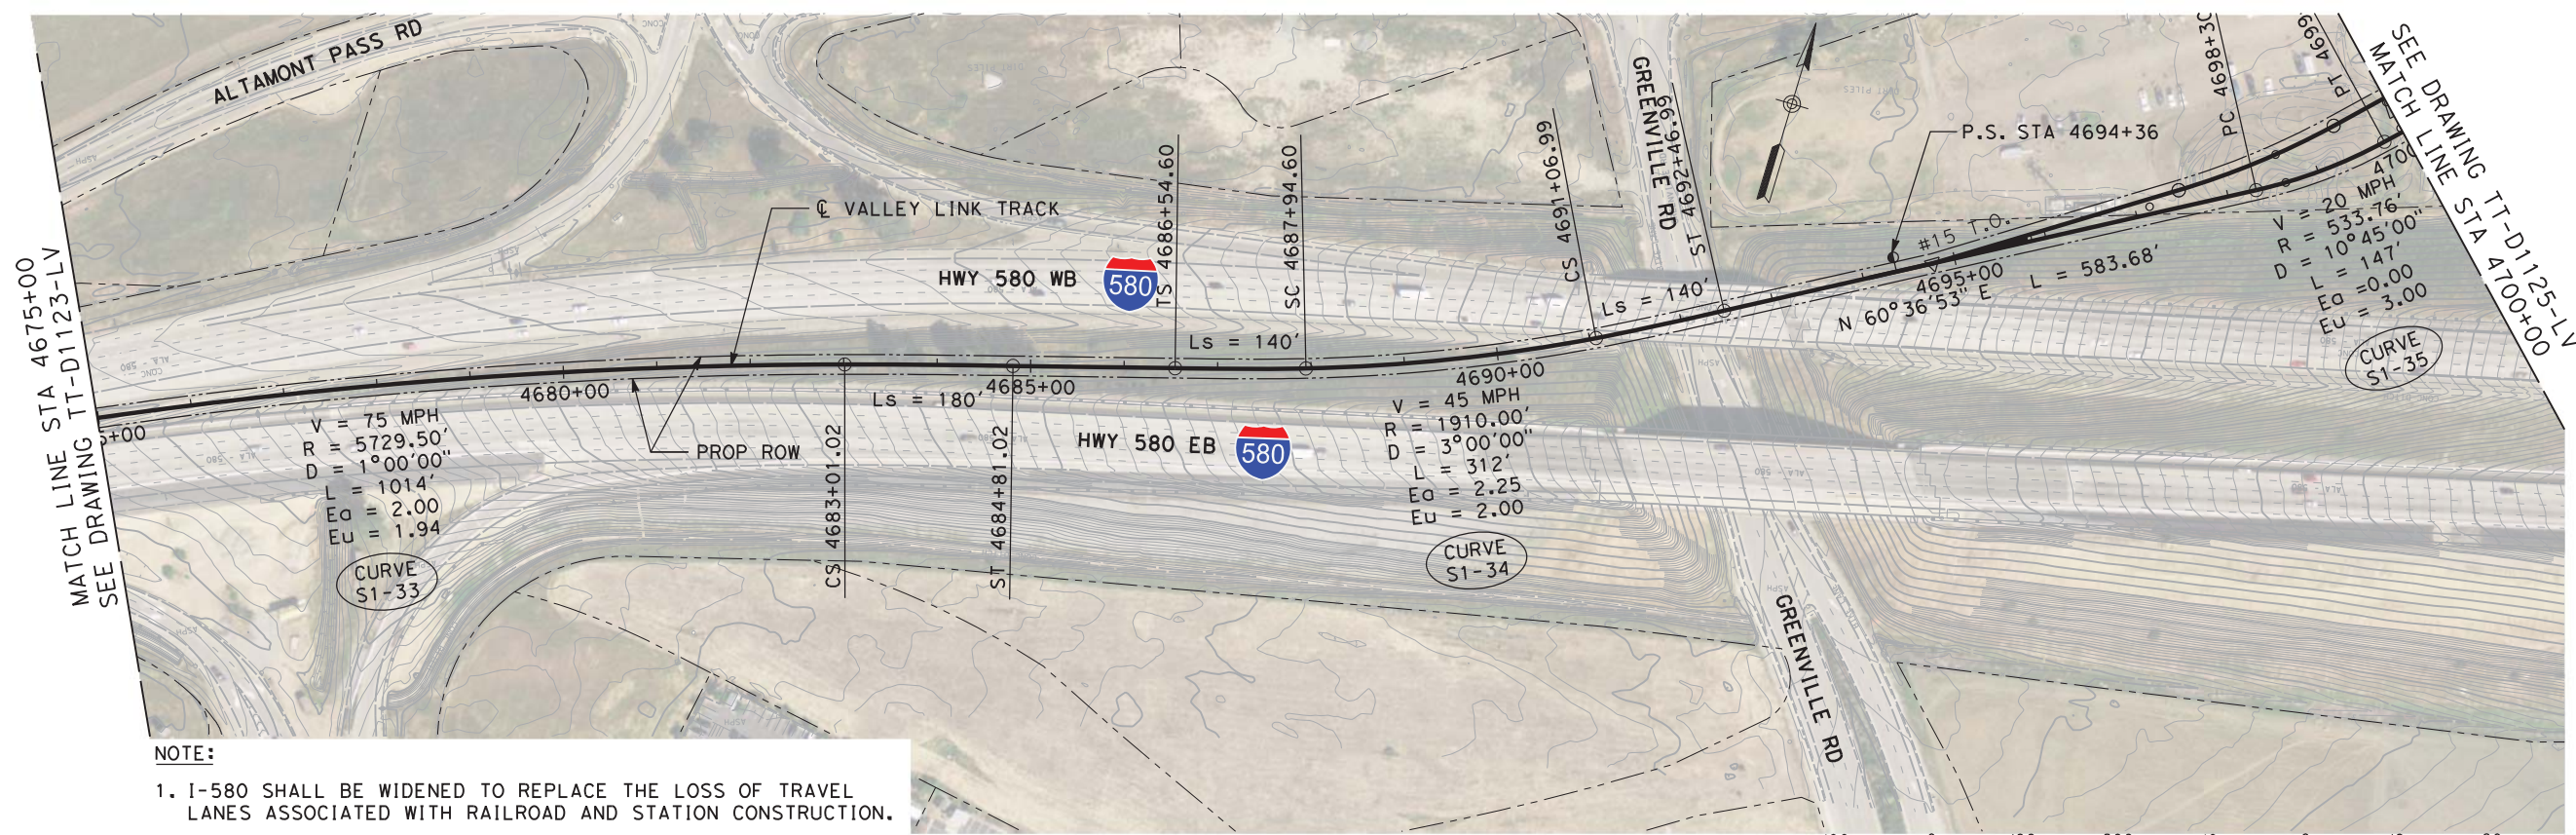 ALTAMONT PASS RD
MATCH LINE STA 4675+00
SEE DRAWING TT-D1123-LV
℄ VALLEY LINK TRACK
HWY 580 WB
580
TS 4686+54.60
SC 4687+94.60
CS 4691+06.99
ST 4692+46.99
GREENVILLE RD
P.S. STA 4694+36
PC 4698+30
PT 4699
SEE DRAWING TT-D1125-LV
MATCH LINE STA 4700+00
#15 T.O.
4695+00
N 60°36'53" E
L = 583.68'
4700
V = 20 MPH
R = 533.76'
D = 10°45'00"
L = 147'
Ea =0.00
Eu = 3.00
CURVE
S1-35
Ls = 140'
Ls = 140'
5+00
4680+00
4685+00
4690+00
Ls = 180'
V = 75 MPH
R = 5729.50'
D = 1°00'00"
L = 1014'
Ea = 2.00
Eu = 1.94
CURVE
S1-33
PROP ROW
CS 4683+01.02
ST 4684+81.02
HWY 580 EB
580
V = 45 MPH
R = 1910.00'
D = 3°00'00"
L = 312'
Ea = 2.25
Eu = 2.00
CURVE
S1-34
GREENVILLE RD
NOTE:
1. I-580 SHALL BE WIDENED TO REPLACE THE LOSS OF TRAVEL
LANES ASSOCIATED WITH RAILROAD AND STATION CONSTRUCTION.